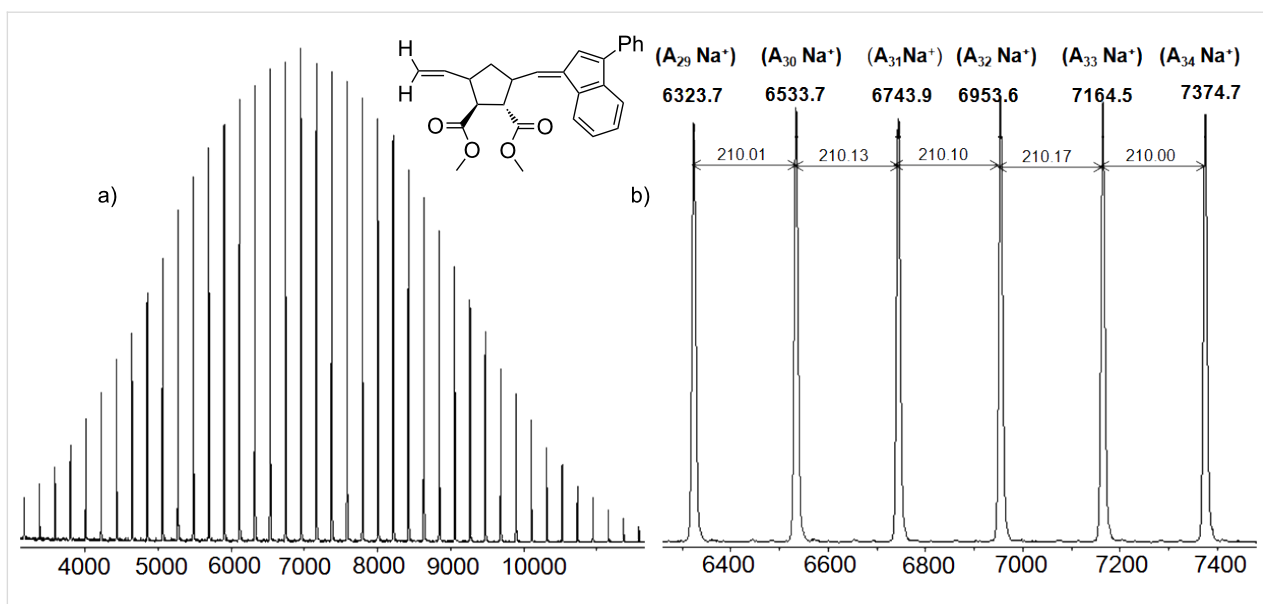 Ph
H
H
O
O
O
O
a)
4000 5000 6000 7000 8000 9000 10000
(A29 Na+) (A30 Na+) (A31Na+) (A32 Na+) (A33 Na+) (A34 Na+)
6323.7 6533.7 6743.9 6953.6 7164.5 7374.7
210.01 210.13 210.10 210.17 210.00
b)
6400 6600 6800 7000 7200 7400